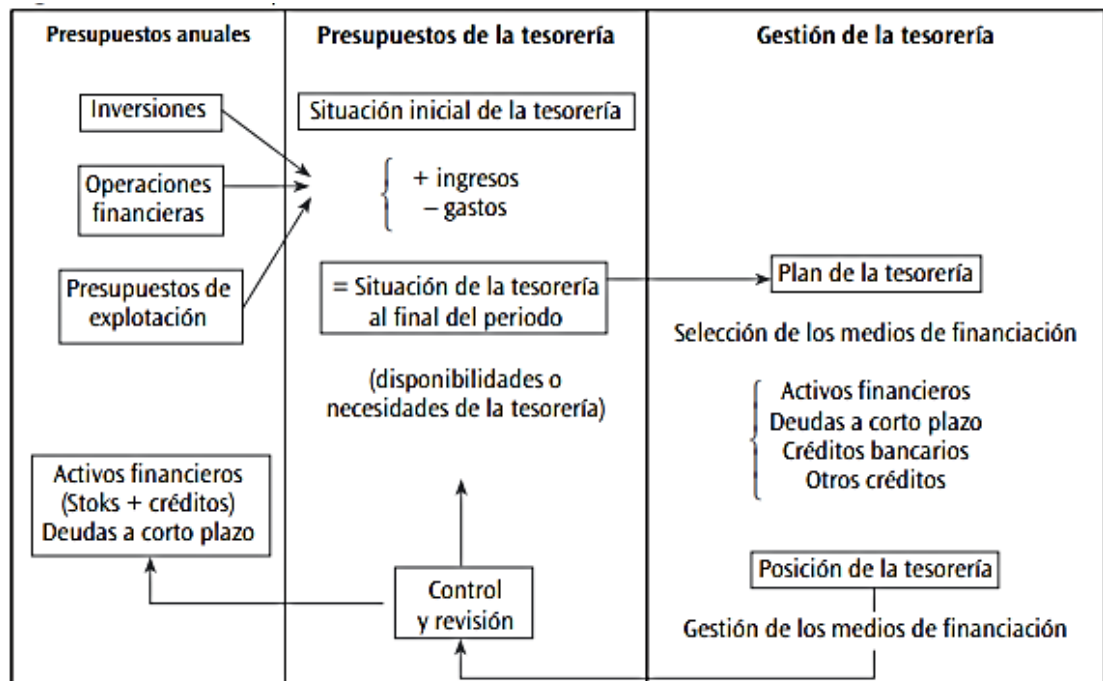 Presupuestos anuales
Inversiones
Operaciones
financieras
Presupuestos de
explotación
Activos financieros
(Stoks + créditos)
Deudas a corto plazo
Presupuestos de la tesorería
Situación inicial de la tesorería
+ ingresos
– gastos
= Situación de la tesorería
al final del periodo
(disponibilidades o
necesidades de la tesorería)
Control
y revisión
Gestión de la tesorería
Plan de la tesorería
Selección de los medios de financiación
Activos financieros
Deudas a corto plazo
Créditos bancarios
Otros créditos
Posición de la tesorería
Gestión de los medios de financiación